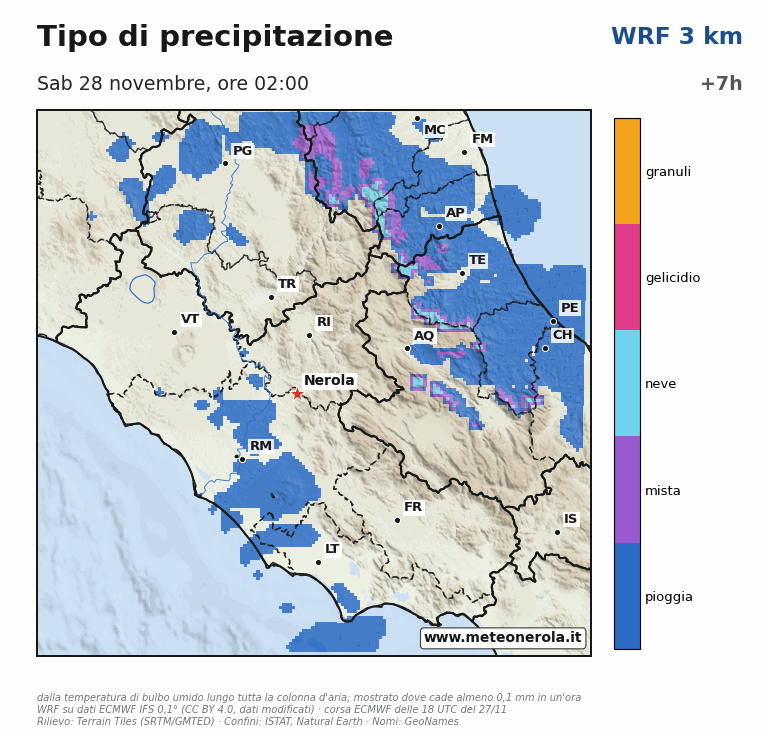 Tipo di precipitazione
WRF 3 km
Sab 28 novembre, ore 02:00
+7h
MC
FM
PG
AP
TE
TR
PE
VT
RI
AQ
CH
Nerola
RM
FR
IS
LT
www.meteonerola.it
granuli
gelicidio
neve
mista
pioggia
dalla temperatura di bulbo umido lungo tutta la colonna d'aria; mostrato dove cade almeno 0,1 mm in un'ora
WRF su dati ECMWF IFS 0,1° (CC BY 4.0, dati modificati) · corsa ECMWF delle 18 UTC del 27/11
Rilievo: Terrain Tiles (SRTM/GMTED) · Confini: ISTAT, Natural Earth · Nomi: GeoNames